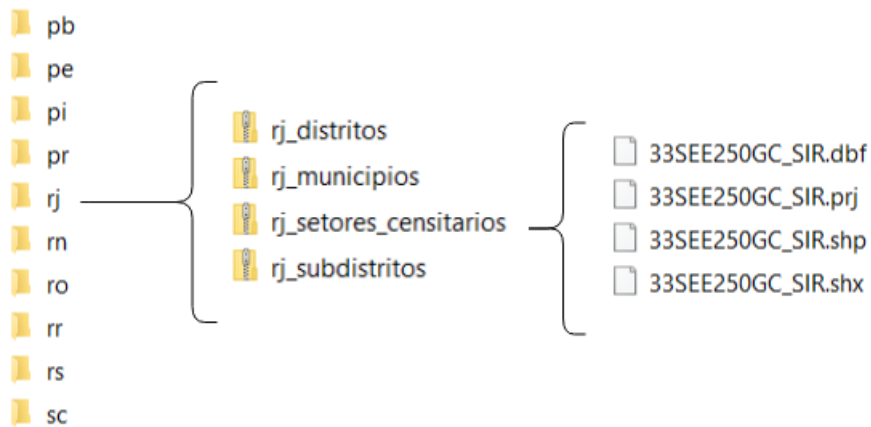 pb
pe
pi
pr
rj
rn
ro
rr
rs
sc
rj_distritos
rj_municipios
rj_setores_censitarios
rj_subdistritos
33SEE250GC_SIR.dbf
33SEE250GC_SIR.prj
33SEE250GC_SIR.shp
33SEE250GC_SIR.shx